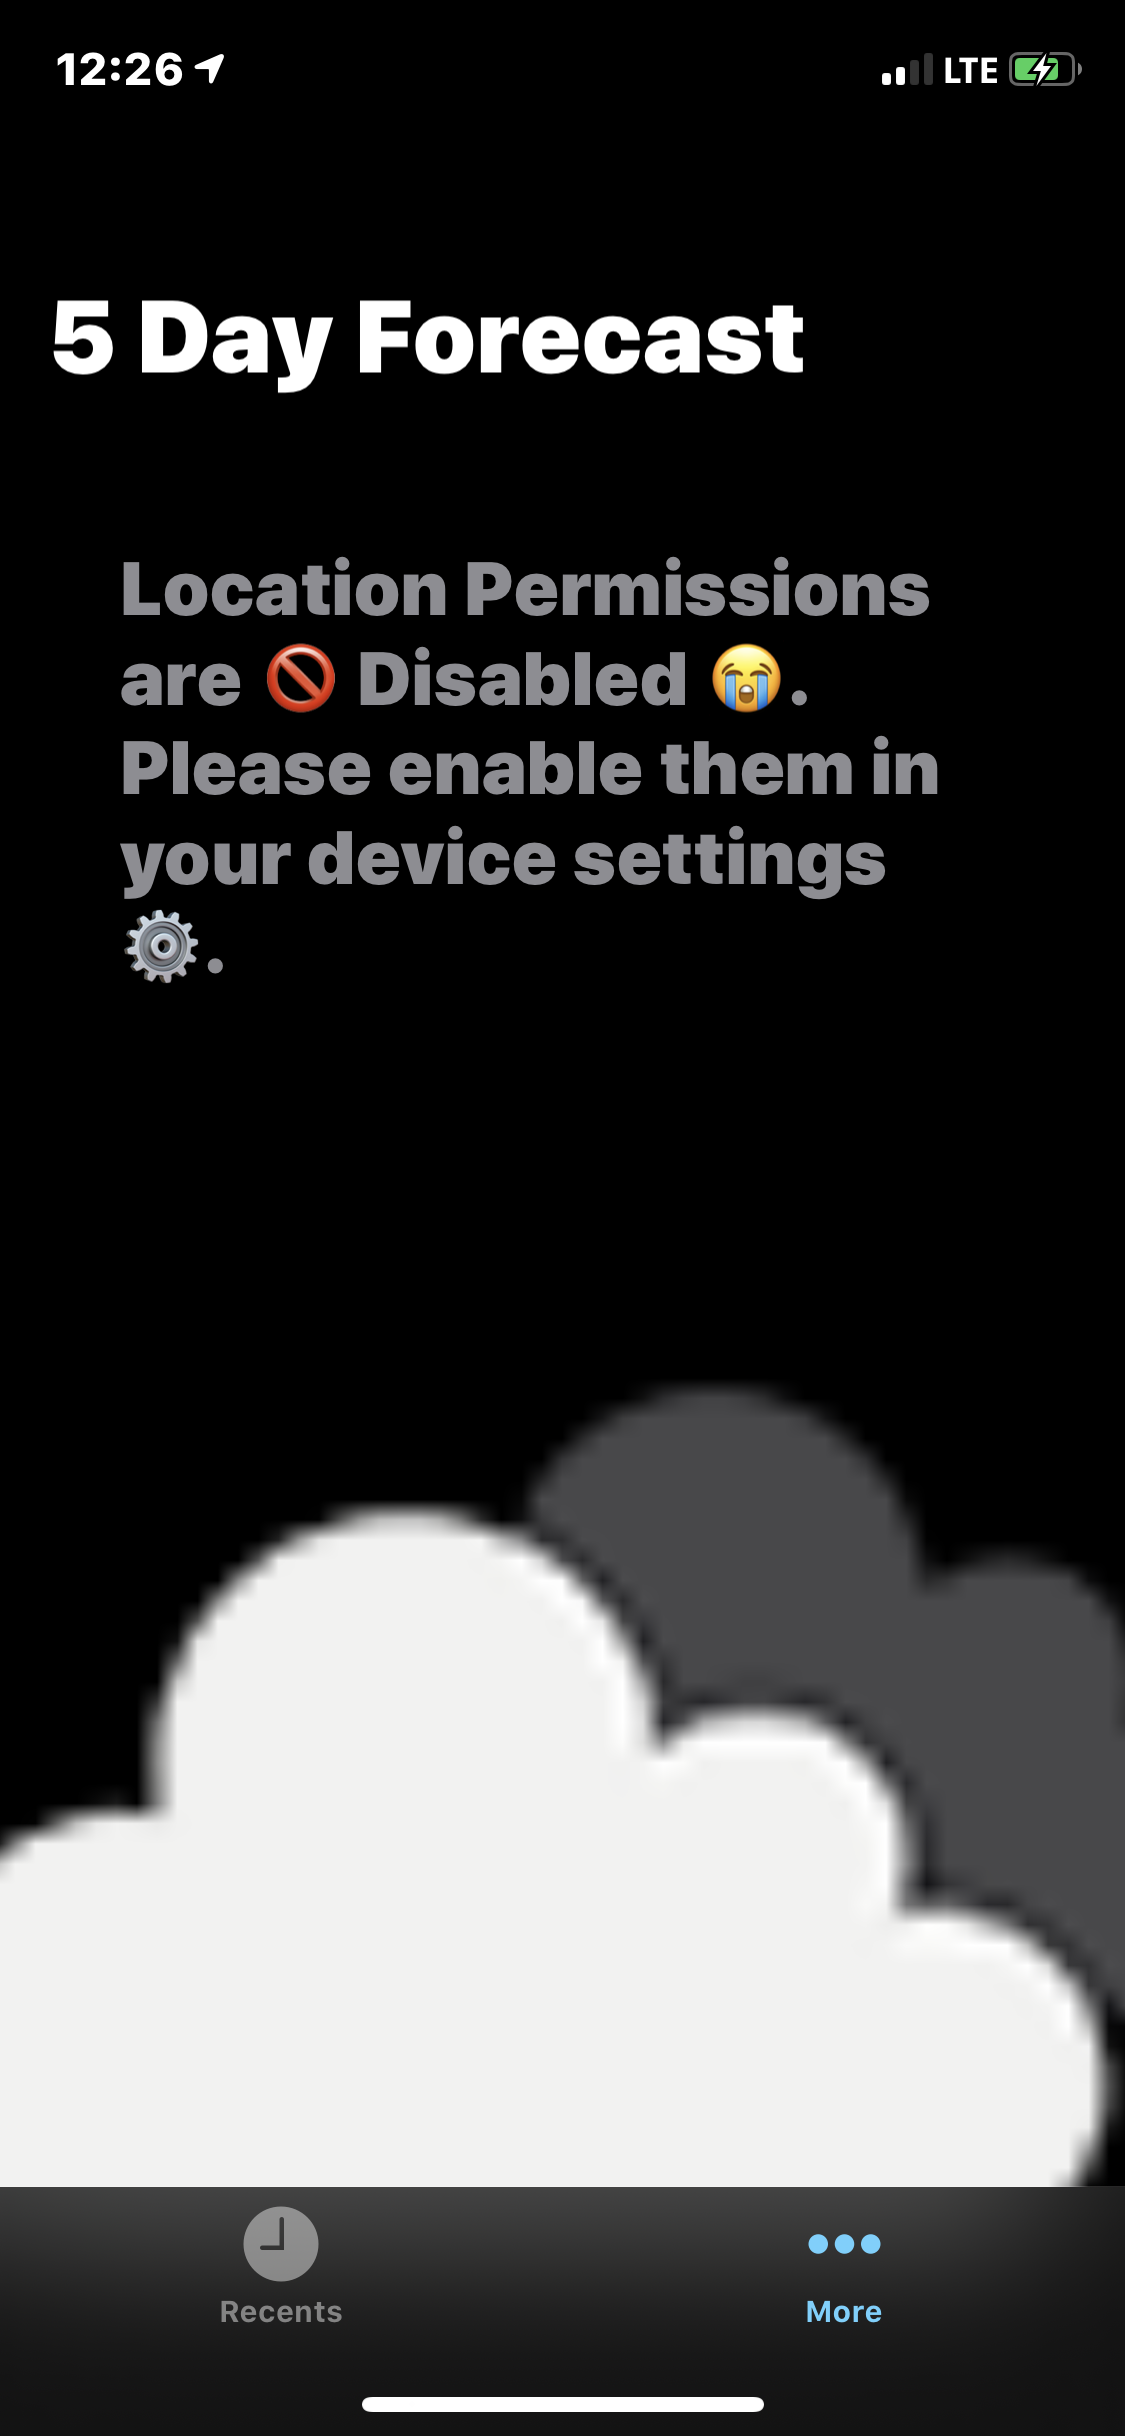 12:26 LTE
5 Day Forecast
Location Permissions
are 🚫 Disabled 😭.
Please enable them in
your device settings
⚙️.
Recents More